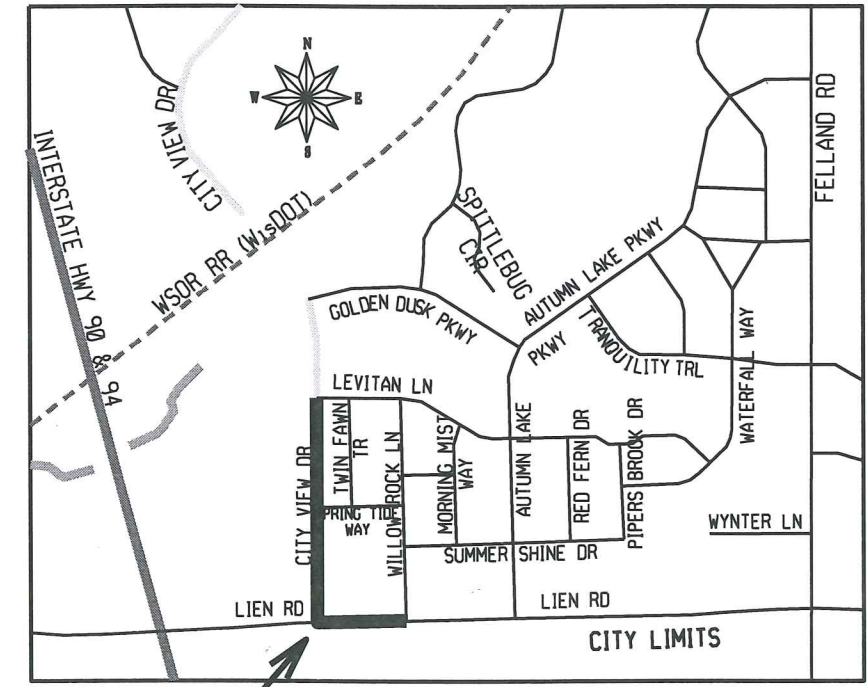 N
W
E
S
CITY VIEW DR
INTERSTATE HWY 90 & 94
WSOR RR (WisDOT)
FELLAND RD
SPITTLEBUG
CIR
AUTUMN LAKE PKWY
GOLDEN DUSK PKWY
PKWY
TRANQUILITY TRL
WATERFALL WAY
LEVITAN LN
CITY VIEW DR
TWIN FAWN
TR
WILLOW ROCK LN
MORNING MIST
WAY
AUTUMN LAKE
RED FERN DR
PIPERS BROOK DR
PRING TIDE
WAY
WYNTER LN
SUMMER SHINE DR
LIEN RD
LIEN RD
CITY LIMITS